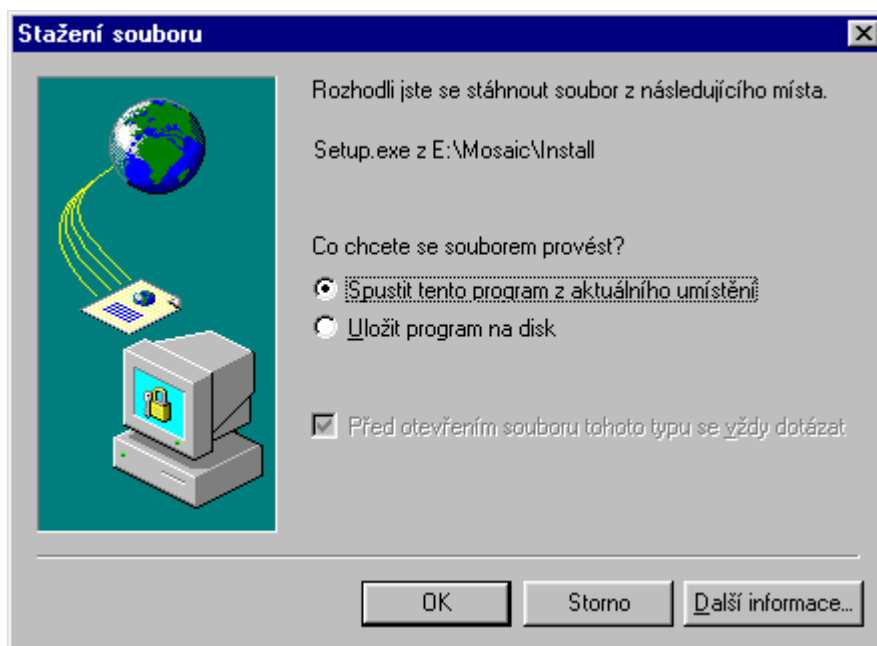 Stažení souboru
Rozhodli jste se stáhnout soubor z následujícího místa.
Setup.exe z E:\Mosaic\Install
Co chcete se souborem provést?
Spustit tento program z aktuálního umístění
Uložit program na disk
Před otevřením souboru tohoto typu se vždy dotázat
OK
Storno
Další informace...